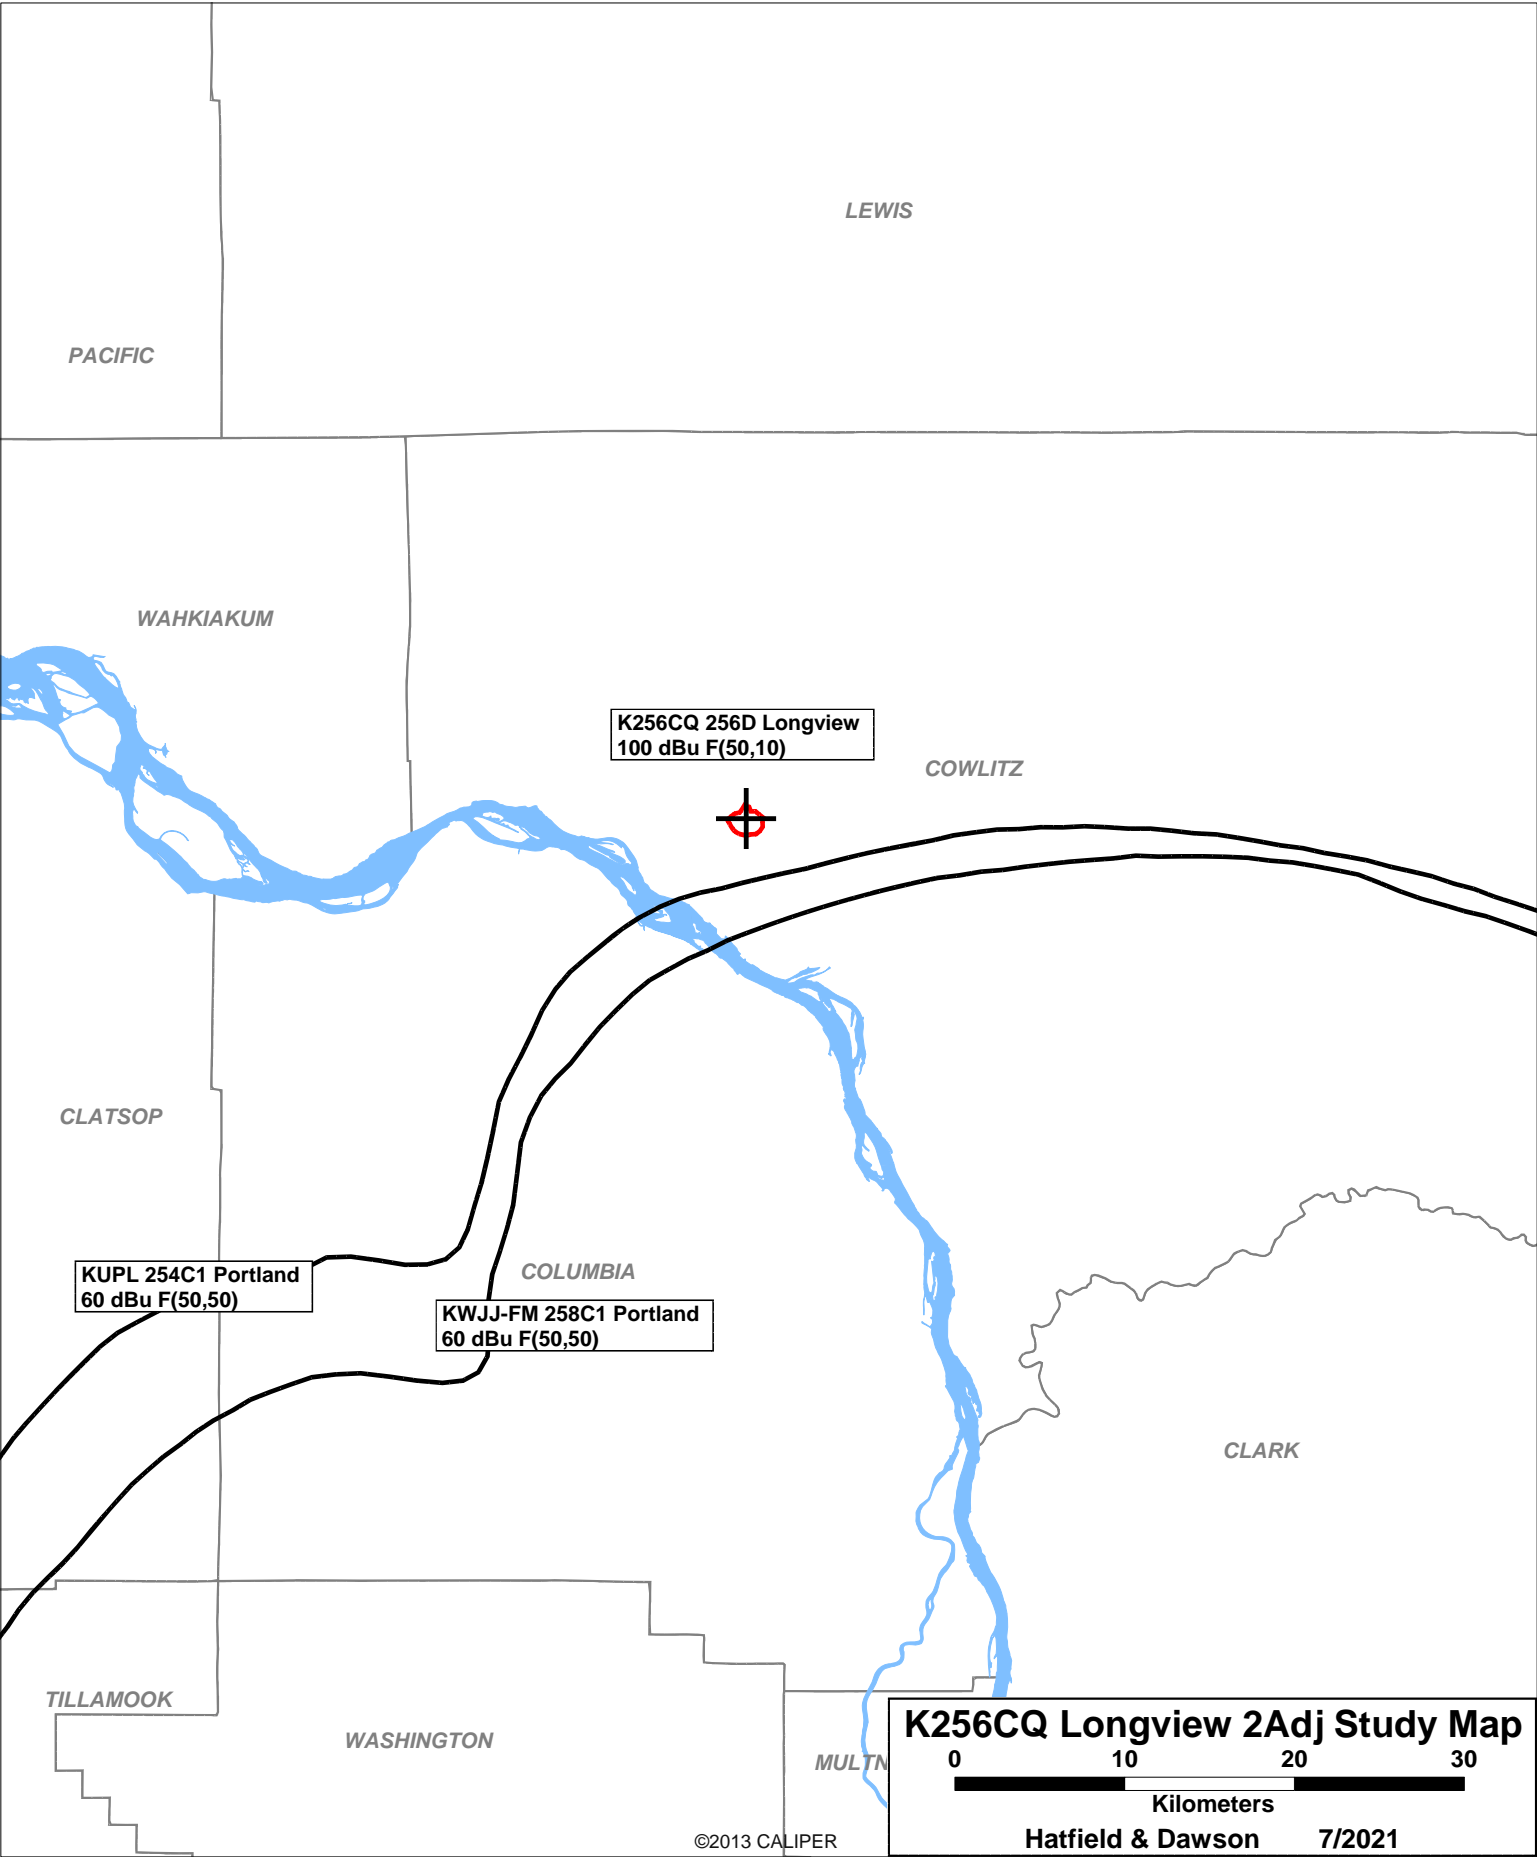 LEWIS
PACIFIC
WAHKIAKUM
K256CQ 256D Longview
100 dBu F(50,10)
COWLITZ
CLATSOP
KUPL 254C1 Portland
60 dBu F(50,50)
COLUMBIA
KWJJ-FM 258C1 Portland
60 dBu F(50,50)
CLARK
TILLAMOOK
WASHINGTON
MULTN
K256CQ Longview 2Adj Study Map
0 10 20 30
Kilometers
Hatfield & Dawson 7/2021
©2013 CALIPER